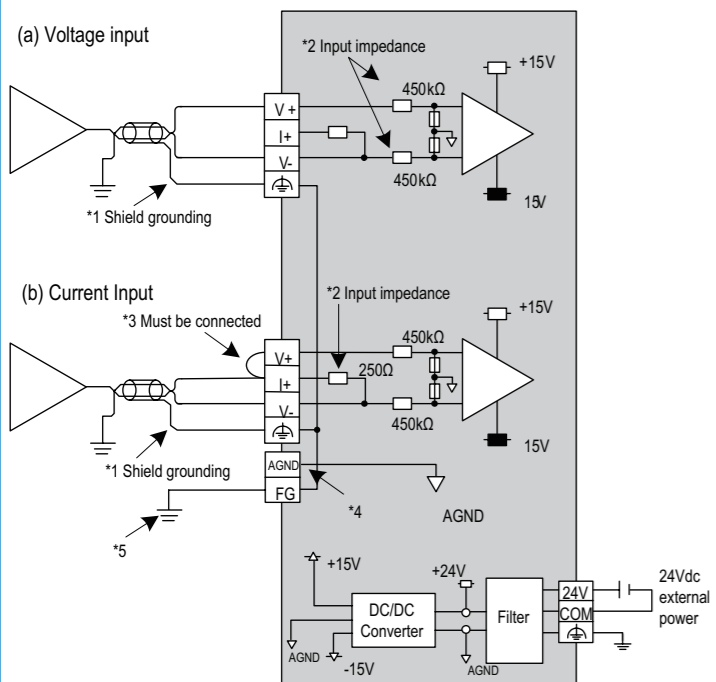 (a) Voltage input
*2 Input impedance
+15V
450kΩ
V+
I+
V-
450kΩ
15V
*1 Shield grounding
(b) Current Input
*2 Input impedance
*3 Must be connected
+15V
450kΩ
V+
250Ω
I+
V-
450kΩ
15V
*1 Shield grounding
AGND
FG
*4
AGND
*5
+15V
+24V
24Vdc
external
power
24V
COM
DC/DC
Converter
Filter
AGND
-15V
AGND